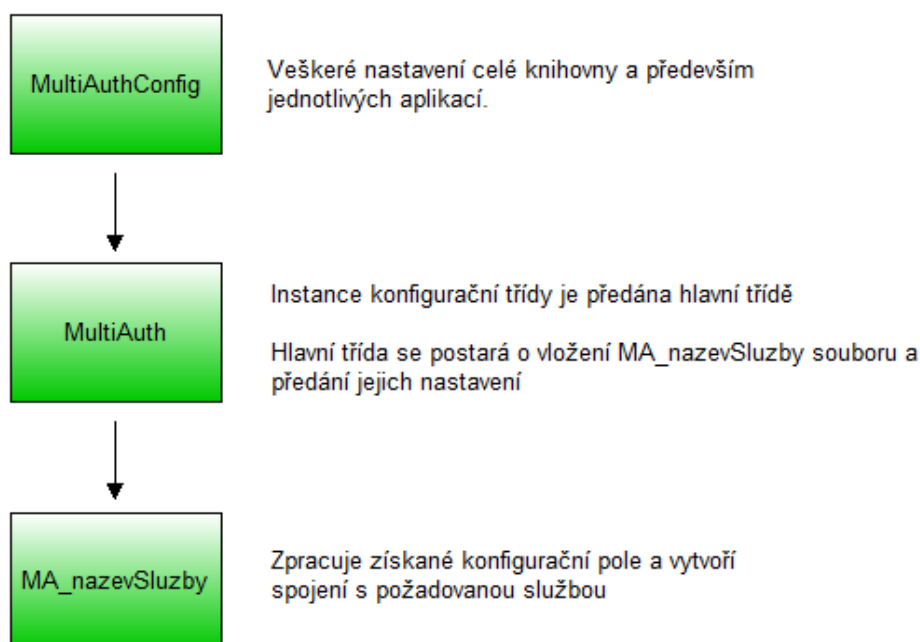 MultiAuthConfig
Veškeré nastavení celé knihovny a především
jednotlivých aplikací.
MultiAuth
Instance konfigurační třídy je předána hlavní třídě
Hlavní třída se postará o vložení MA_nazevSluzby souboru a
předání jejich nastavení
MA_nazevSluzby
Zpracuje získané konfigurační pole a vytvoří
spojení s požadovanou službou